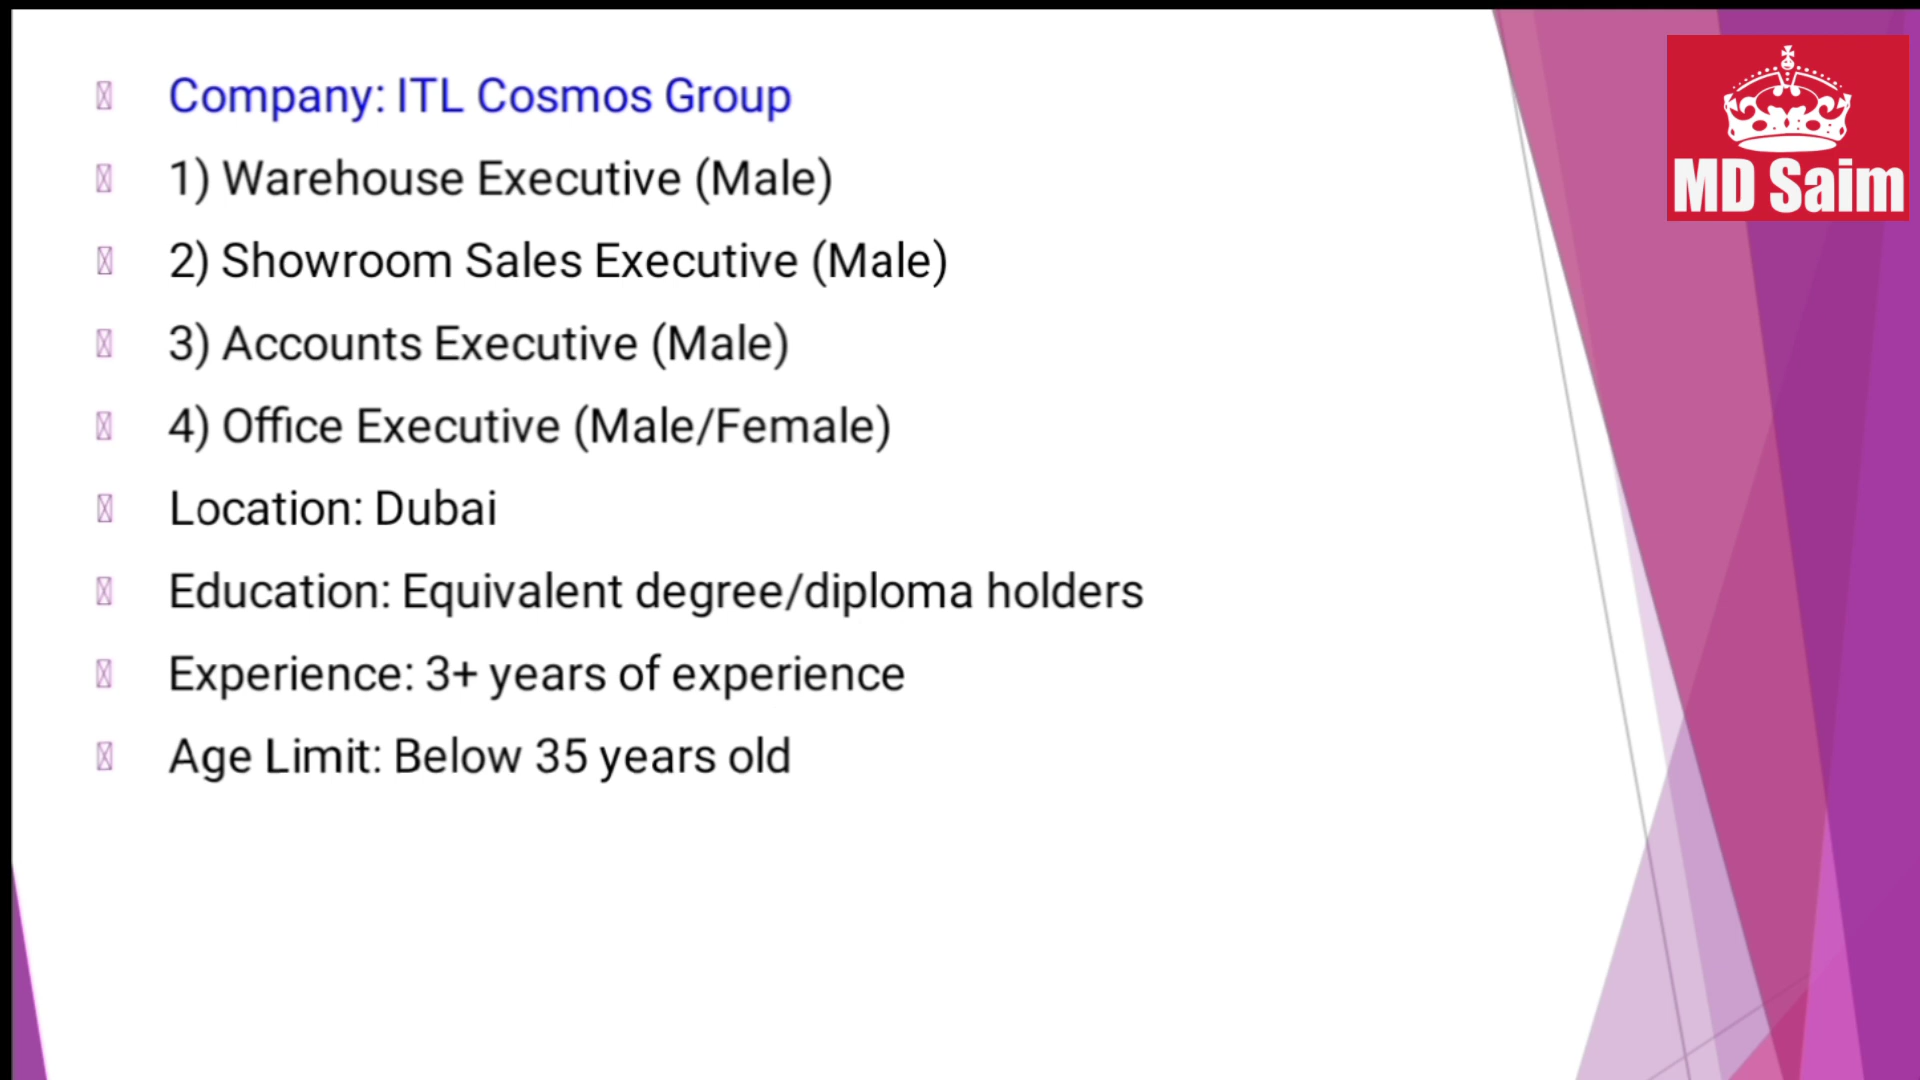 Company: ITL Cosmos Group
1) Warehouse Executive (Male)
2) Showroom Sales Executive (Male)
3) Accounts Executive (Male)
4) Office Executive (Male/Female)
Location: Dubai
Education: Equivalent degree/diploma holders
Experience: 3+ years of experience
Age Limit: Below 35 years old
MD Saim